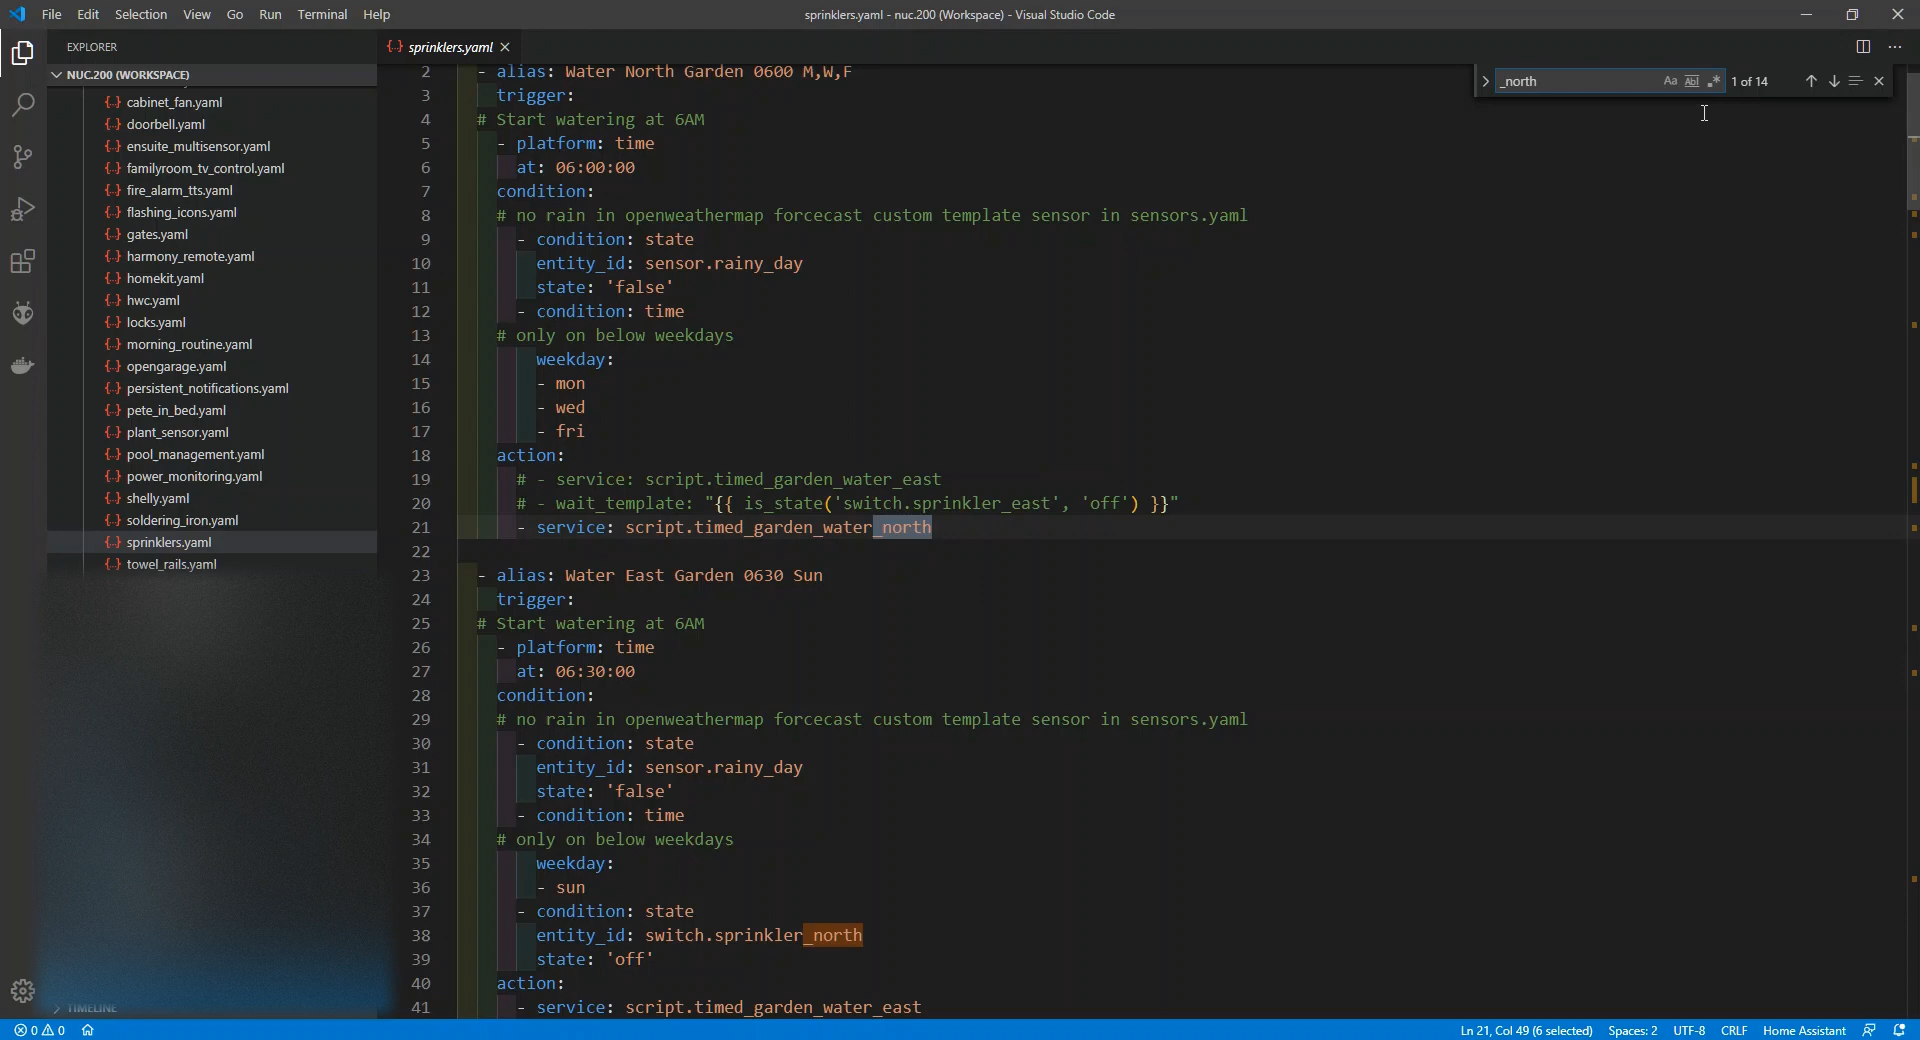 File Edit Selection View Go Run Terminal Help
sprinklers.yaml - nuc.200 (Workspace) - Visual Studio Code
EXPLORER
NUC.200 (WORKSPACE)
cabinet_fan.yaml
doorbell.yaml
ensuite_multisensor.yaml
familyroom_tv_control.yaml
fire_alarm_tts.yaml
flashing_icons.yaml
gates.yaml
harmony_remote.yaml
homekit.yaml
hwc.yaml
locks.yaml
morning_routine.yaml
opengarage.yaml
persistent_notifications.yaml
pete_in_bed.yaml
plant_sensor.yaml
pool_management.yaml
power_monitoring.yaml
shelly.yaml
soldering_iron.yaml
sprinklers.yaml
towel_rails.yaml
TIMELINE
{..} sprinklers.yaml ×
_north Aa Abl .* 1 of 14
2 - alias: Water North Garden 0600 M,W,F
3 trigger:
4 # Start watering at 6AM
5 - platform: time
6 at: 06:00:00
7 condition:
8 # no rain in openweathermap forcecast custom template sensor in sensors.yaml
9 - condition: state
10 entity_id: sensor.rainy_day
11 state: 'false'
12 - condition: time
13 # only on below weekdays
14 weekday:
15 - mon
16 - wed
17 - fri
18 action:
19 # - service: script.timed_garden_water_east
20 # - wait_template: "{{ is_state('switch.sprinkler_east', 'off') }}"
21 - service: script.timed_garden_water_north
22
23 - alias: Water East Garden 0630 Sun
24 trigger:
25 # Start watering at 6AM
26 - platform: time
27 at: 06:30:00
28 condition:
29 # no rain in openweathermap forcecast custom template sensor in sensors.yaml
30 - condition: state
31 entity_id: sensor.rainy_day
32 state: 'false'
33 - condition: time
34 # only on below weekdays
35 weekday:
36 - sun
37 - condition: state
38 entity_id: switch.sprinkler_north
39 state: 'off'
40 action:
41 - service: script.timed_garden_water_east
0 0
Ln 21, Col 49 (6 selected) Spaces: 2 UTF-8 CRLF Home Assistant